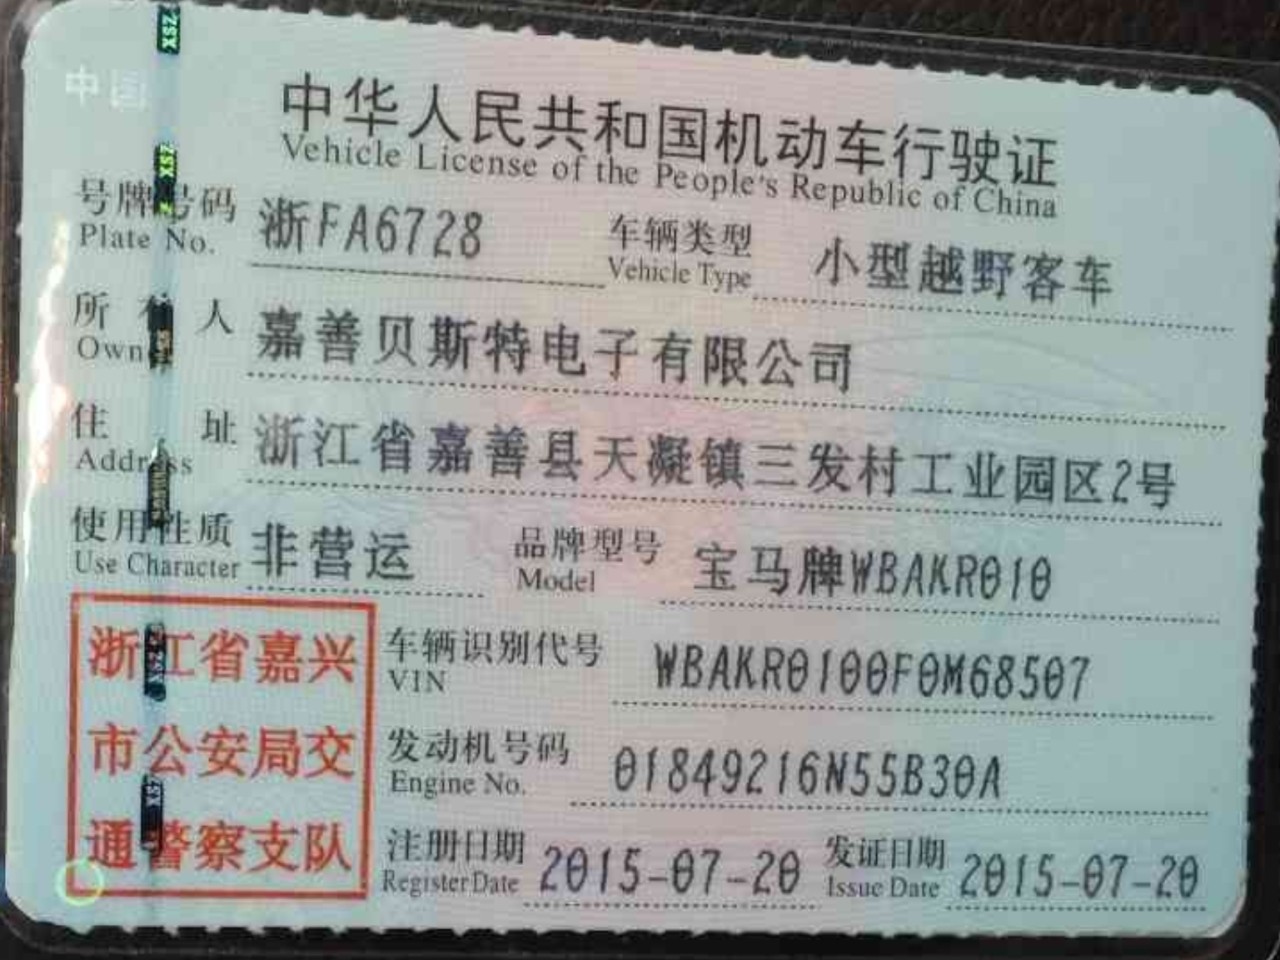 中国
中华人民共和国机动车行驶证
Vehicle License of the People's Republic of China
号牌号码 浙FA6728 车辆类型 小型越野客车
Plate No. Vehicle Type
所有人 嘉善贝斯特电子有限公司
Owner
住址 浙江省嘉善县天凝镇三发村工业园区2号
Address
使用性质 非营运 品牌型号 宝马牌WBAKR010
Use Character Model
浙江省嘉兴
市公安局交
通警察支队
车辆识别代号 WBAKR0100F0M68507
VIN
发动机号码 01849216N55B30A
Engine No.
注册日期 2015-07-20 发证日期 2015-07-20
Register Date Issue Date
XSZ
XSZ
XSZ
XSZ